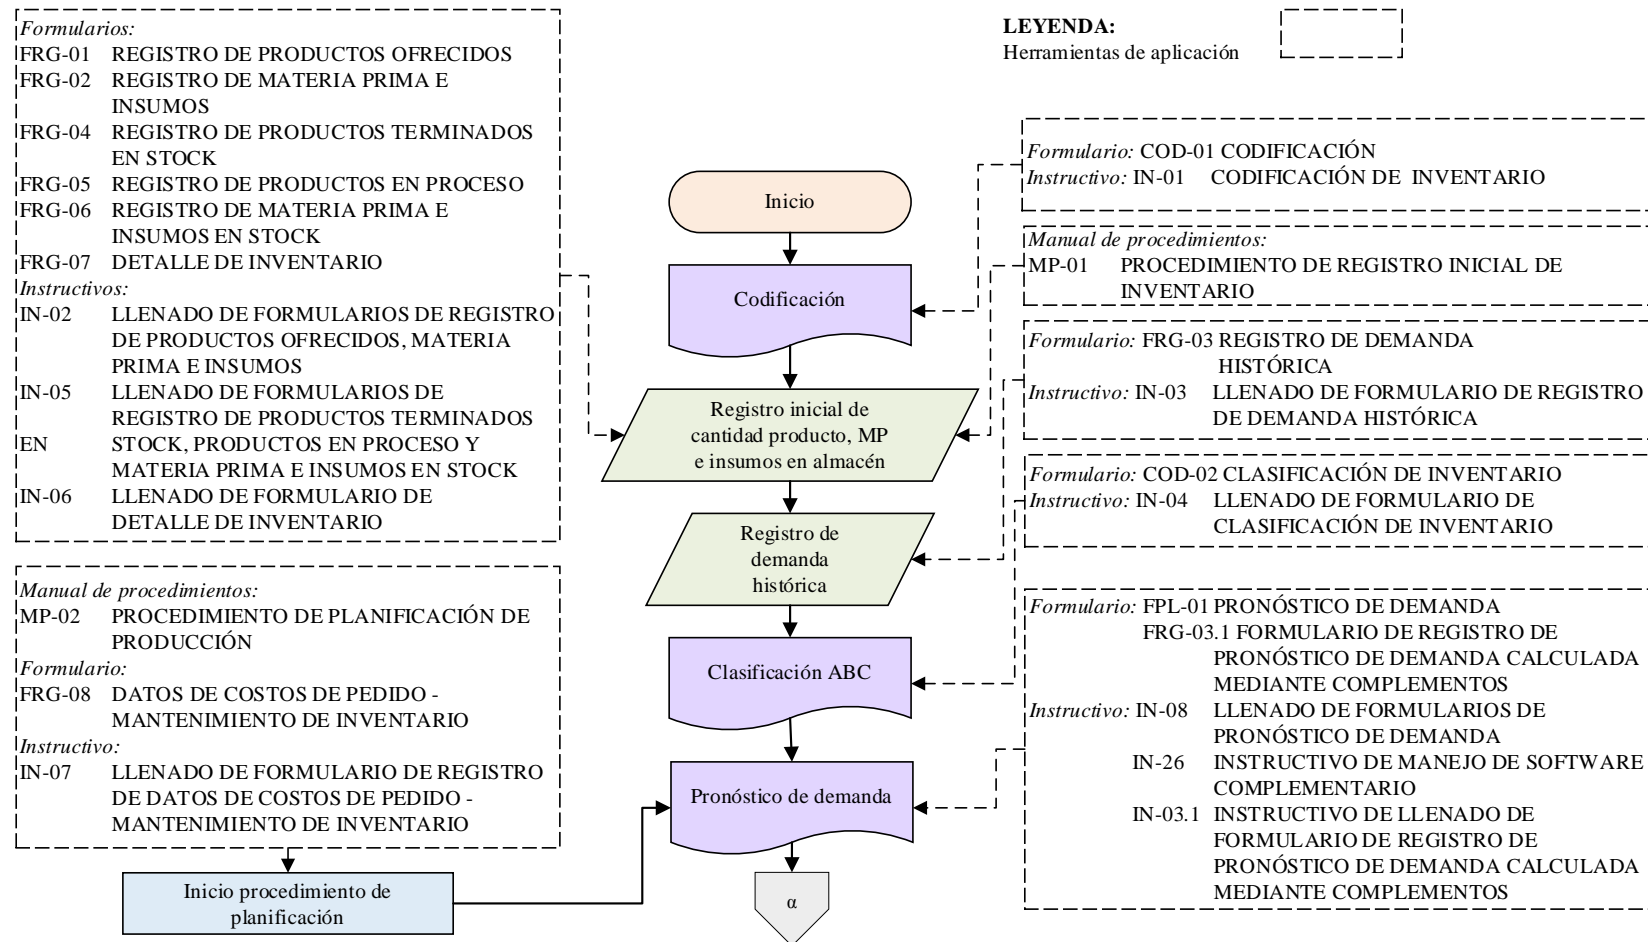 Formularios:
FRG-01 REGISTRO DE PRODUCTOS OFRECIDOS
FRG-02 REGISTRO DE MATERIA PRIMA E
INSUMOS
FRG-04 REGISTRO DE PRODUCTOS TERMINADOS
EN STOCK
FRG-05 REGISTRO DE PRODUCTOS EN PROCESO
FRG-06 REGISTRO DE MATERIA PRIMA E
INSUMOS EN STOCK
FRG-07 DETALLE DE INVENTARIO
Instructivos:
IN-02 LLENADO DE FORMULARIOS DE REGISTRO
DE PRODUCTOS OFRECIDOS, MATERIA
PRIMA E INSUMOS
IN-05 LLENADO DE FORMULARIOS DE
REGISTRO DE PRODUCTOS TERMINADOS
EN STOCK, PRODUCTOS EN PROCESO Y
MATERIA PRIMA E INSUMOS EN STOCK
IN-06 LLENADO DE FORMULARIO DE
DETALLE DE INVENTARIO
Manual de procedimientos:
MP-02 PROCEDIMIENTO DE PLANIFICACIÓN DE
PRODUCCIÓN
Formulario:
FRG-08 DATOS DE COSTOS DE PEDIDO -
MANTENIMIENTO DE INVENTARIO
Instructivo:
IN-07 LLENADO DE FORMULARIO DE REGISTRO
DE DATOS DE COSTOS DE PEDIDO -
MANTENIMIENTO DE INVENTARIO
Inicio procedimiento de
planificación
Inicio
Codificación
Registro inicial de
cantidad producto, MP
e insumos en almacén
Registro de
demanda
histórica
Clasificación ABC
Pronóstico de demanda
α
LEYENDA:
Herramientas de aplicación
Formulario: COD-01 CODIFICACIÓN
Instructivo: IN-01 CODIFICACIÓN DE INVENTARIO
Manual de procedimientos:
MP-01 PROCEDIMIENTO DE REGISTRO INICIAL DE
INVENTARIO
Formulario: FRG-03 REGISTRO DE DEMANDA
HISTÓRICA
Instructivo: IN-03 LLENADO DE FORMULARIO DE REGISTRO
DE DEMANDA HISTÓRICA
Formulario: COD-02 CLASIFICACIÓN DE INVENTARIO
Instructivo: IN-04 LLENADO DE FORMULARIO DE
CLASIFICACIÓN DE INVENTARIO
Formulario: FPL-01 PRONÓSTICO DE DEMANDA
FRG-03.1 FORMULARIO DE REGISTRO DE
PRONÓSTICO DE DEMANDA CALCULADA
MEDIANTE COMPLEMENTOS
Instructivo: IN-08 LLENADO DE FORMULARIOS DE
PRONÓSTICO DE DEMANDA
IN-26 INSTRUCTIVO DE MANEJO DE SOFTWARE
COMPLEMENTARIO
IN-03.1 INSTRUCTIVO DE LLENADO DE
FORMULARIO DE REGISTRO DE
PRONÓSTICO DE DEMANDA CALCULADA
MEDIANTE COMPLEMENTOS